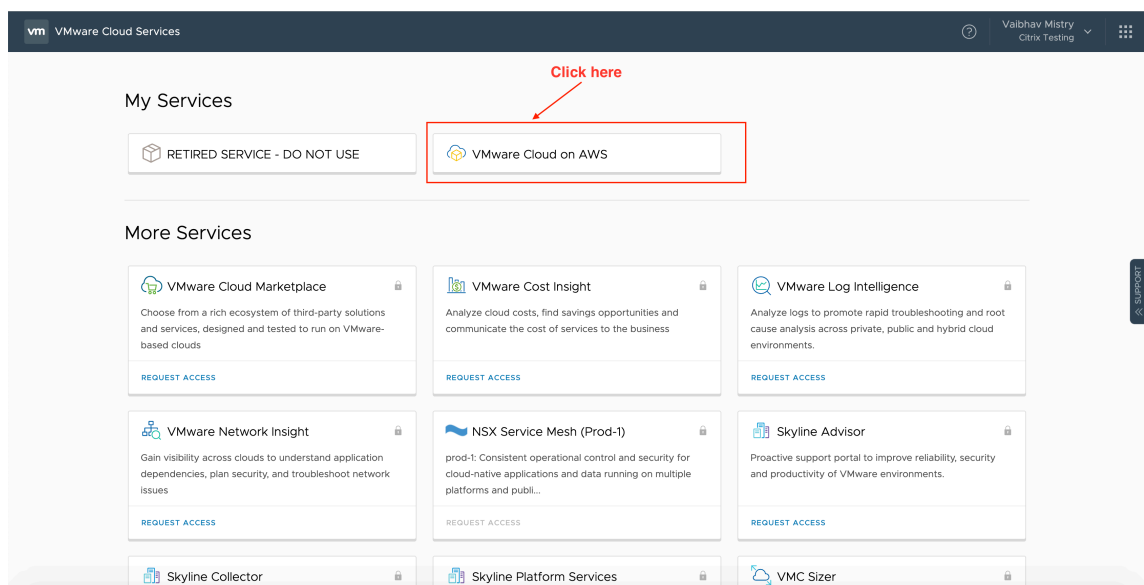 vm VMware Cloud Services
Vaibhav Mistry
Citrix Testing
Click here
My Services
RETIRED SERVICE - DO NOT USE
VMware Cloud on AWS
More Services
VMware Cloud Marketplace
Choose from a rich ecosystem of third-party solutions
and services, designed and tested to run on VMware-
based clouds
REQUEST ACCESS
VMware Cost Insight
Analyze cloud costs, find savings opportunities and
communicate the cost of services to the business
REQUEST ACCESS
VMware Log Intelligence
Analyze logs to promote rapid troubleshooting and root
cause analysis across private, public and hybrid cloud
environments.
REQUEST ACCESS
SUPPORT
VMware Network Insight
Gain visibility across clouds to understand application
dependencies, plan security, and troubleshoot network
issues
REQUEST ACCESS
NSX Service Mesh (Prod-1)
prod-1: Consistent operational control and security for
cloud-native applications and data running on multiple
platforms and publi...
REQUEST ACCESS
Skyline Advisor
Proactive support portal to improve reliability, security
and productivity of VMware environments.
REQUEST ACCESS
Skyline Collector
Skyline Platform Services
VMC Sizer